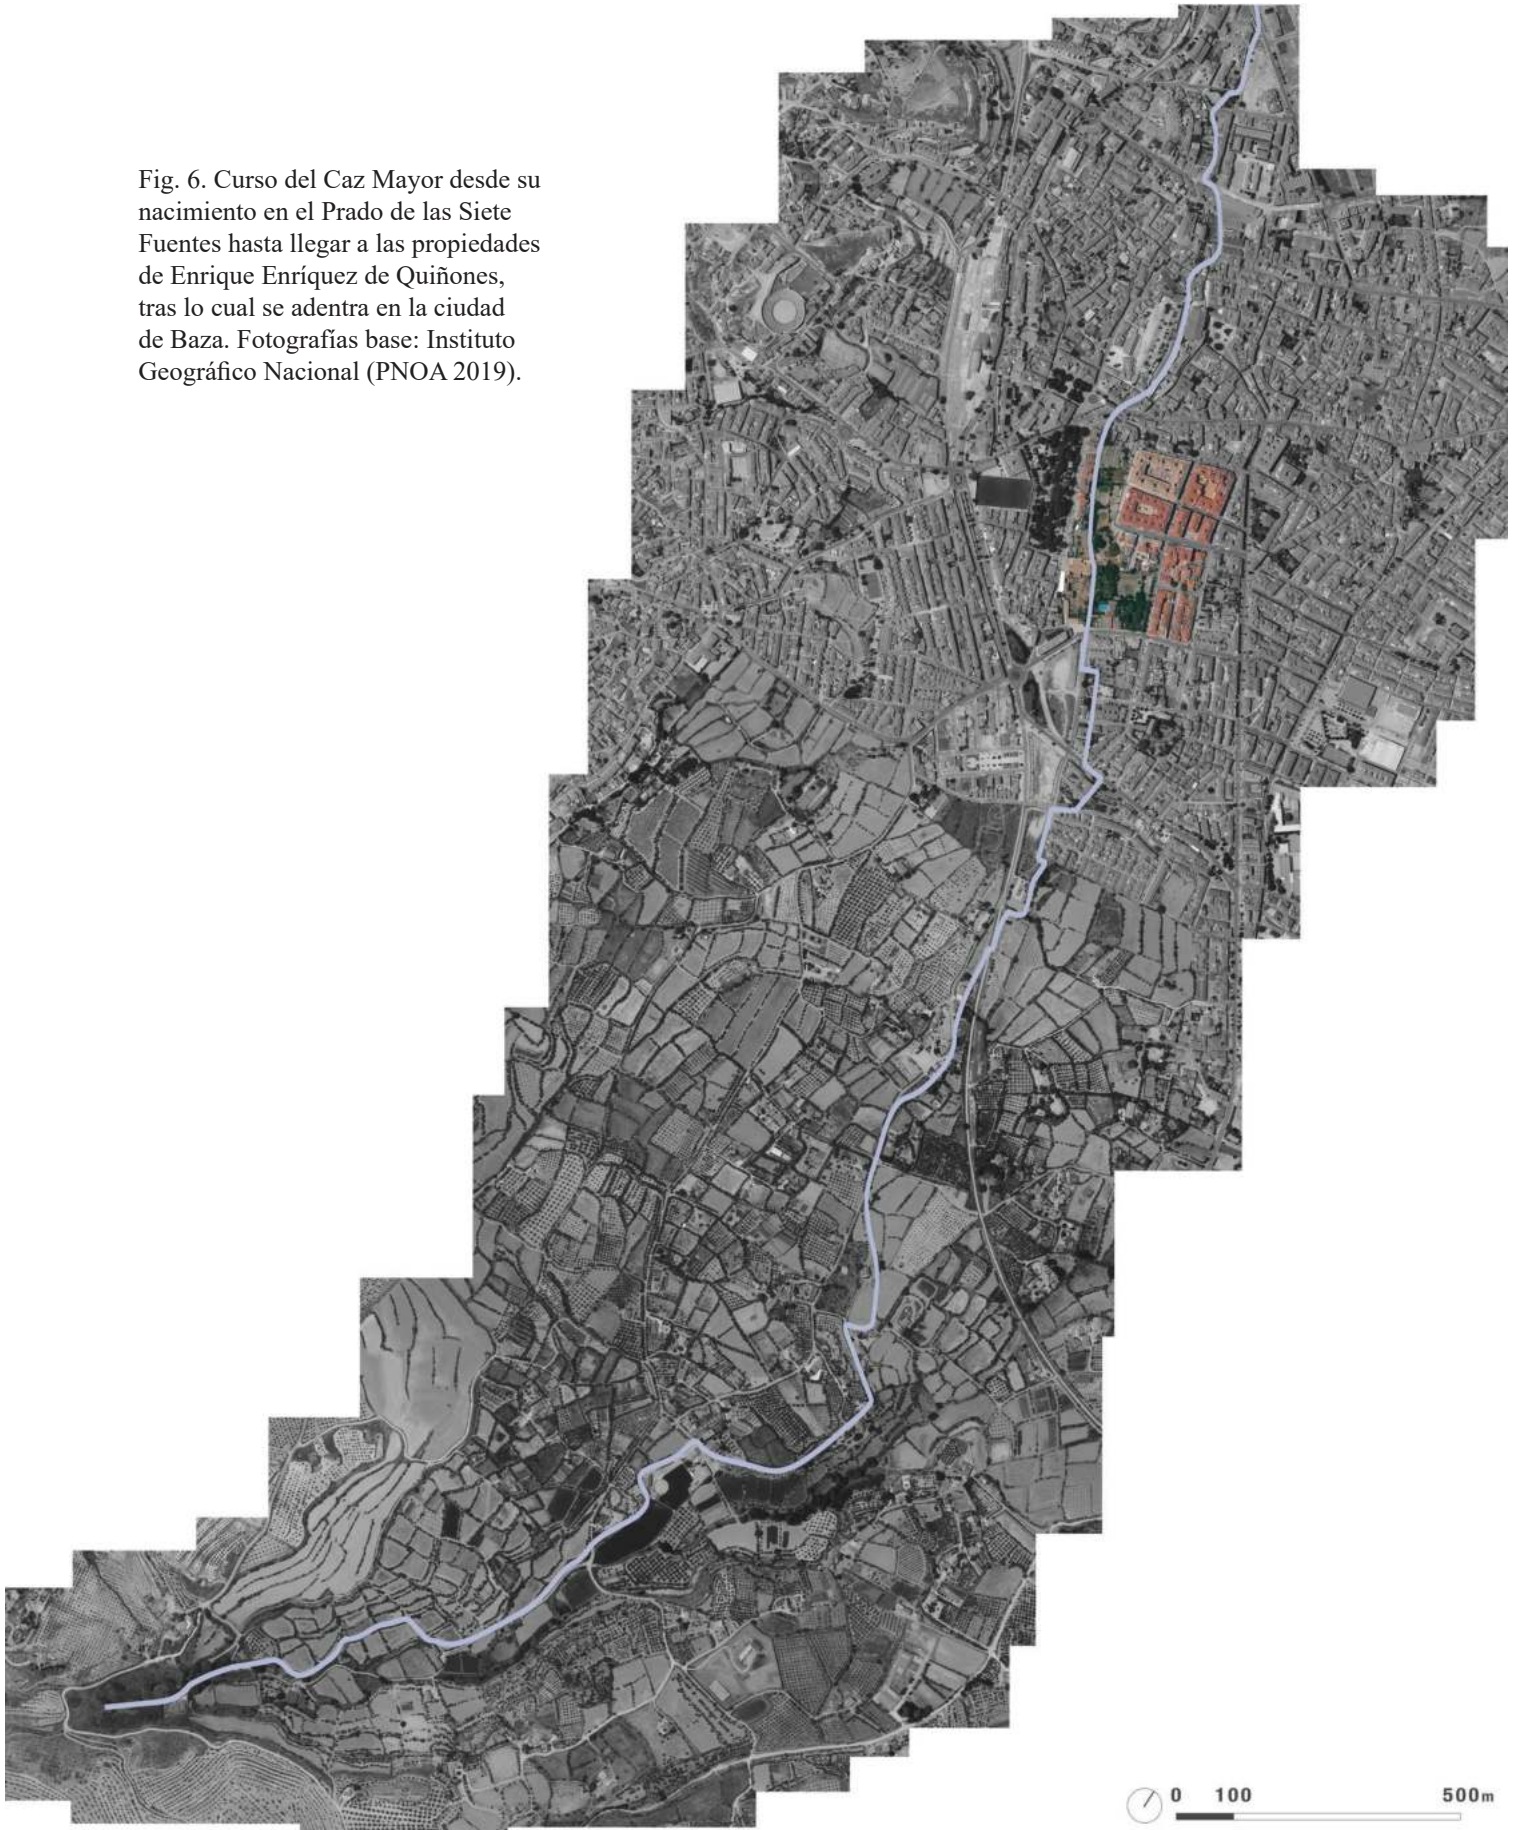 Fig. 6. Curso del Caz Mayor desde su
nacimiento en el Prado de las Siete
Fuentes hasta llegar a las propiedades
de Enrique Enríquez de Quiñones,
tras lo cual se adentra en la ciudad
de Baza. Fotografías base: Instituto
Geográfico Nacional (PNOA 2019).
0 100 500m